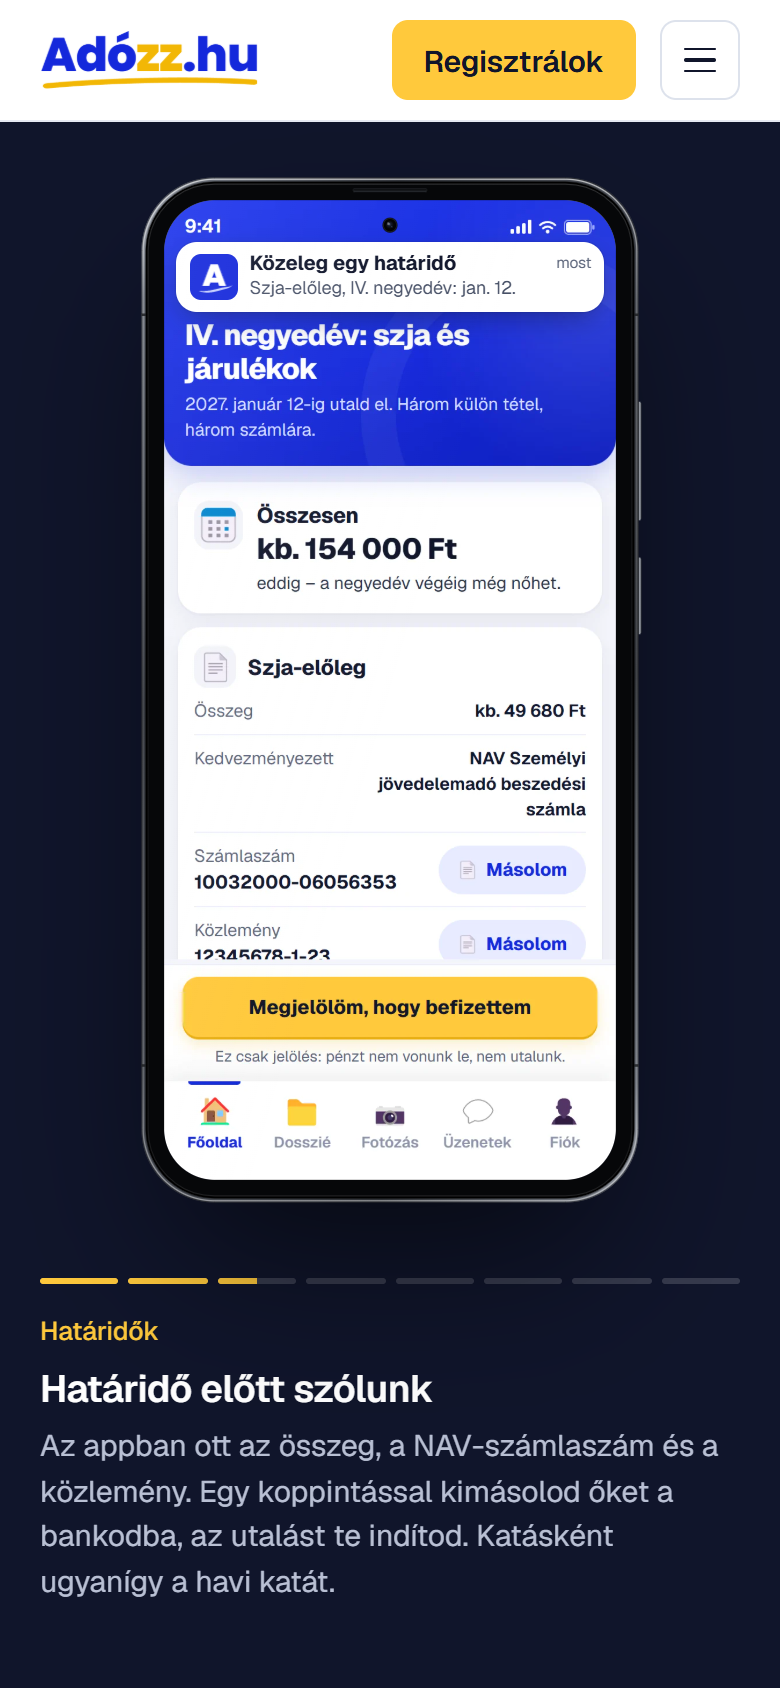 Adózz.hu
Regisztrálok
9:41
Közeleg egy határidő
most
Szja-előleg, IV. negyedév: jan. 12.
IV. negyedév: szja és
járulékok
2027. január 12-ig utald el. Három külön tétel,
három számlára.
Összesen
kb. 154 000 Ft
eddig – a negyedév végéig még nőhet.
Szja-előleg
Összeg
kb. 49 680 Ft
Kedvezményezett
NAV Személyi
jövedelemadó beszedési
számla
Számlaszám
10032000-06056353
Másolom
Közlemény
12345678-1-23
Másolom
Megjelölöm, hogy befizettem
Ez csak jelölés: pénzt nem vonunk le, nem utalunk.
Főoldal
Dosszié
Fotózás
Üzenetek
Fiók
Határidők
Határidő előtt szólunk
Az appban ott az összeg, a NAV-számlaszám és a
közlemény. Egy koppintással kimásolod őket a
bankodba, az utalást te indítod. Katásként
ugyanígy a havi katát.